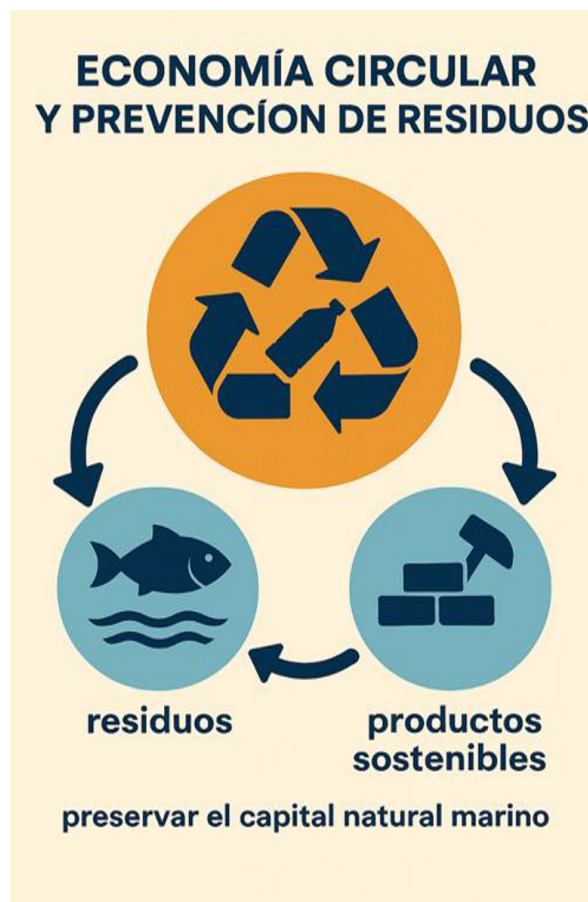 ECONOMÍA CIRCULAR
Y PREVENCÍON DE RESIDUOS
residuos
productos
sostenibles
preservar el capital natural marino